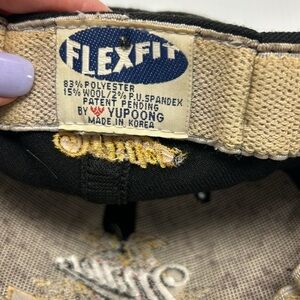 FLEXFIT
83% POLYESTER
15% WOOL/2% P.U. SPANDEX
PATENT PENDING
BY YUPOONG
MADE IN KOREA